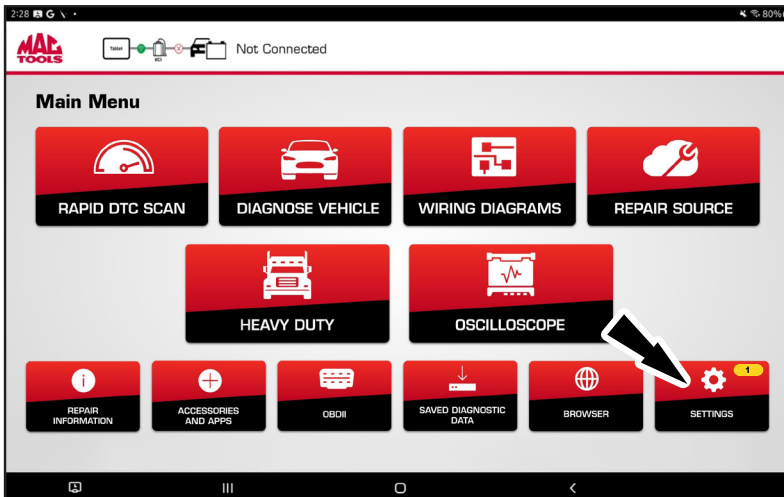 2:28 G
80%
MAC
TOOLS
Tablet
VCI
Not Connected
Main Menu
RAPID DTC SCAN
DIAGNOSE VEHICLE
WIRING DIAGRAMS
REPAIR SOURCE
HEAVY DUTY
OSCILLOSCOPE
1
REPAIR
INFORMATION
ACCESSORIES
AND APPS
OBDII
SAVED DIAGNOSTIC
DATA
BROWSER
SETTINGS